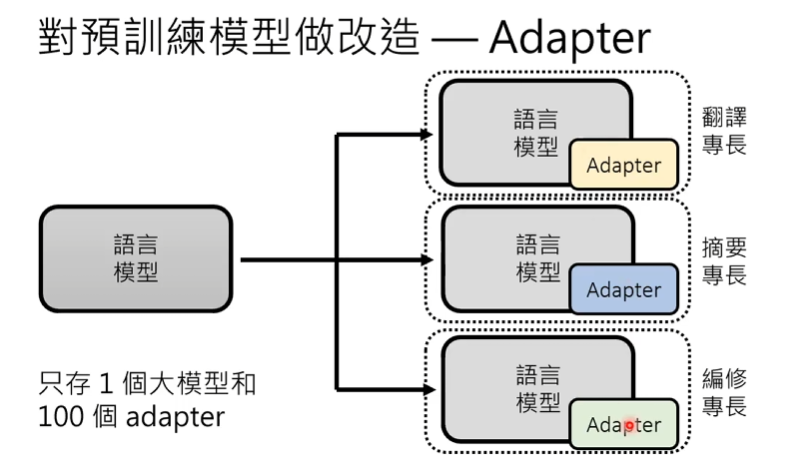 對預訓練模型做改造 — Adapter
語言
模型
語言
模型
Adapter
翻譯
專長
語言
模型
Adapter
摘要
專長
語言
模型
Adapter
編修
專長
只存 1 個大模型和
100 個 adapter